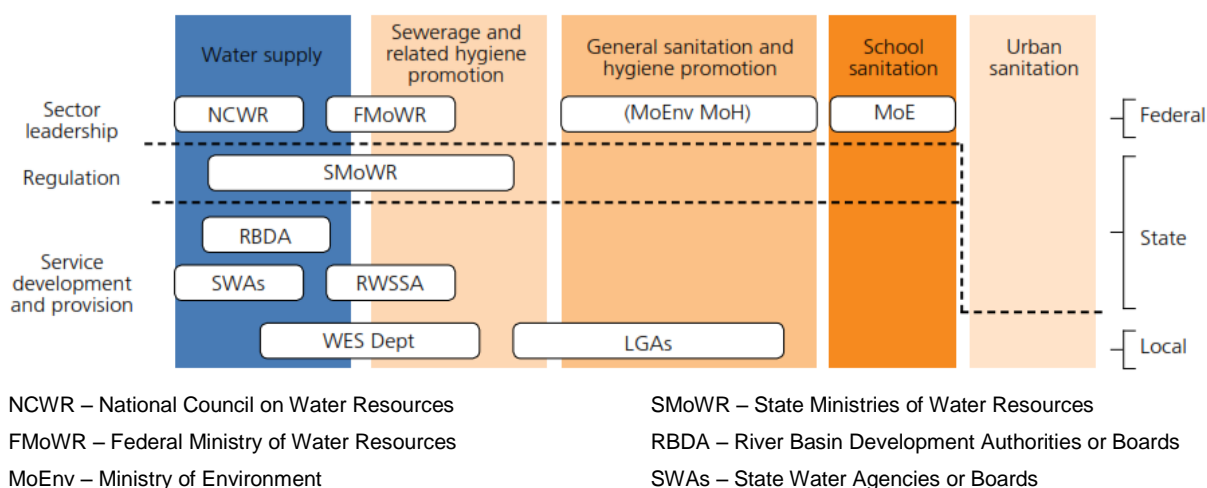 Water supply
Sewerage and
related hygiene
promotion
General sanitation and
hygiene promotion
School
sanitation
Urban
sanitation
Sector
leadership
NCWR
FMoWR
(MoEnv MoH)
MoE
Federal
Regulation
SMoWR
RBDA
State
Service
development
and provision
SWAs
RWSSA
WES Dept
LGAs
Local
NCWR – National Council on Water Resources
SMoWR – State Ministries of Water Resources
FMoWR – Federal Ministry of Water Resources
RBDA – River Basin Development Authorities or Boards
MoEnv – Ministry of Environment
SWAs – State Water Agencies or Boards